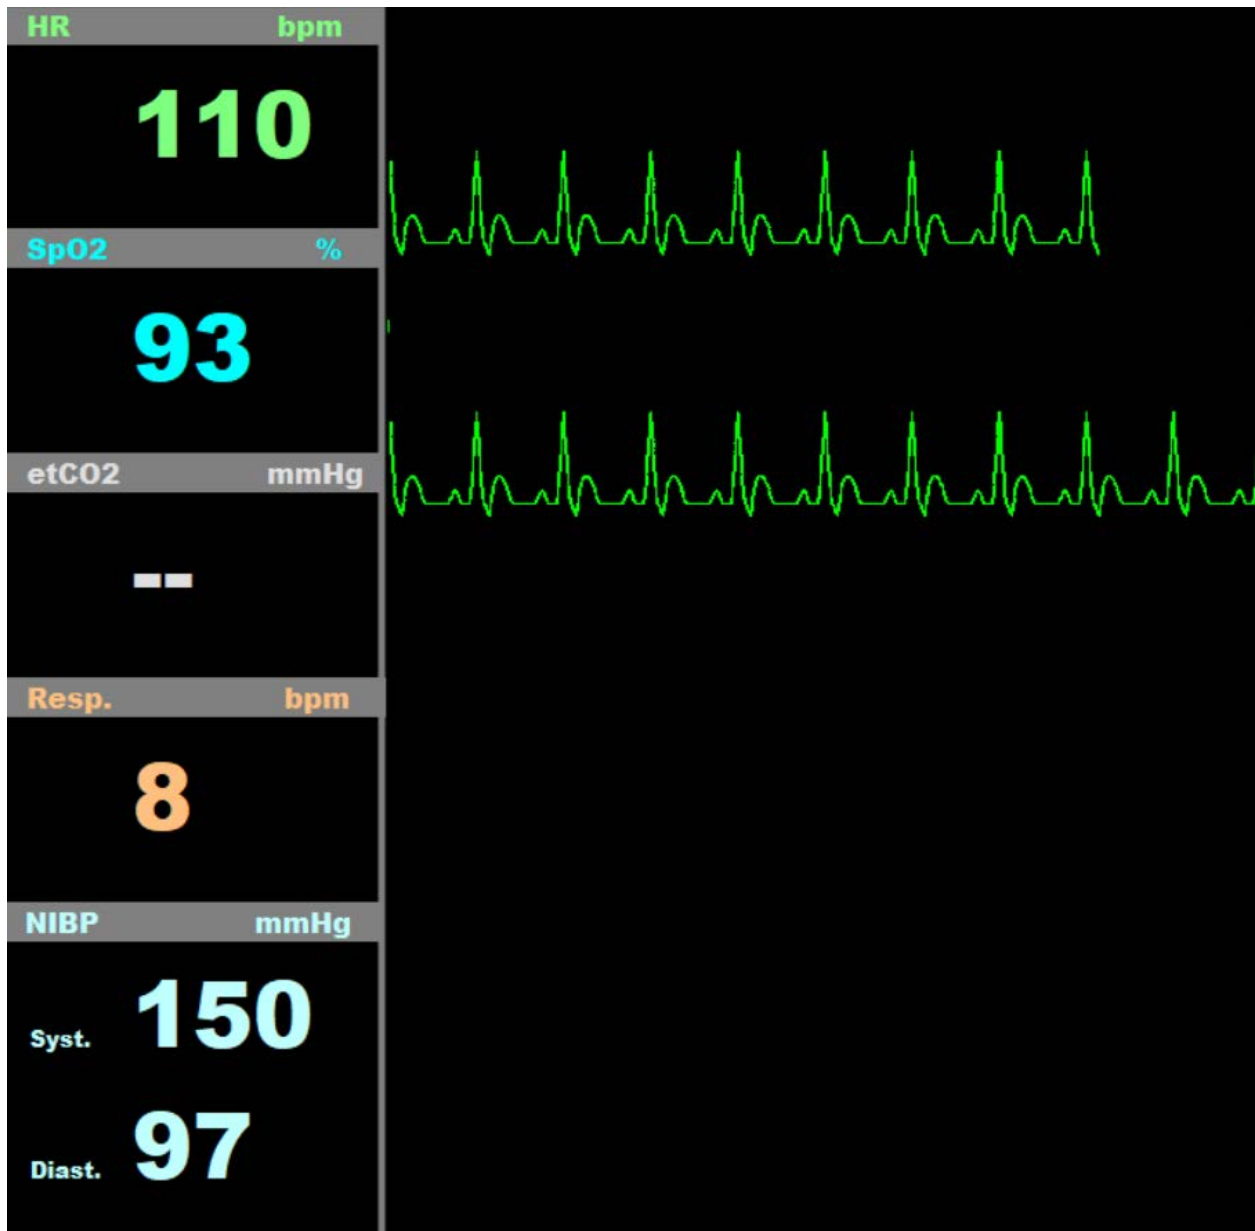 HR bpm
110
SpO2 %
93
etCO2 mmHg
--
Resp. bpm
8
NIBP mmHg
Syst. 150
Diast. 97